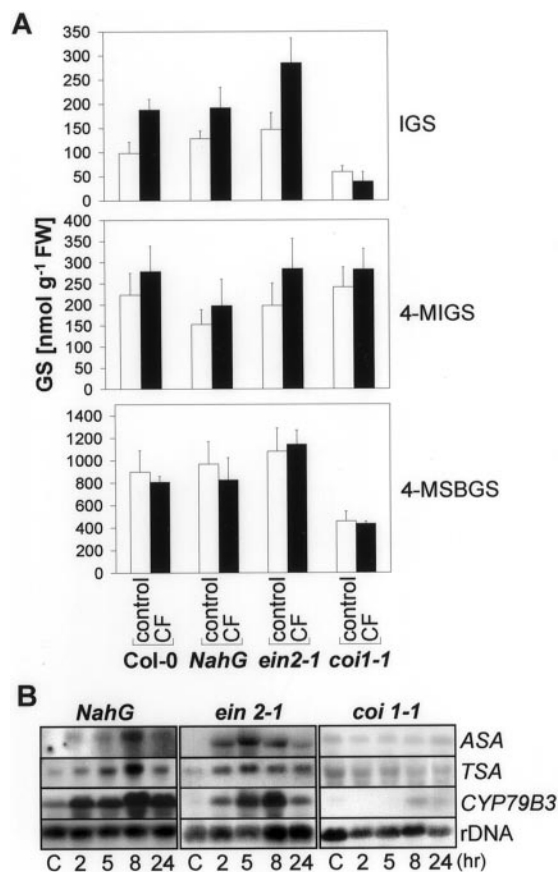 A
350
300
250
200
150
100
50
0
IGS
400
350
300
250
200
150
100
50
0
4-MIGS
GS [nmol g⁻¹ FW]
1400
1200
1000
800
600
400
200
0
4-MSBGS
control CF control CF control CF control CF
Col-0 NahG ein2-1 coi1-1
B
NahG ein 2-1 coi 1-1
ASA
TSA
CYP79B3
rDNA
C 2 5 8 24 C 2 5 8 24 C 2 5 8 24 (hr)